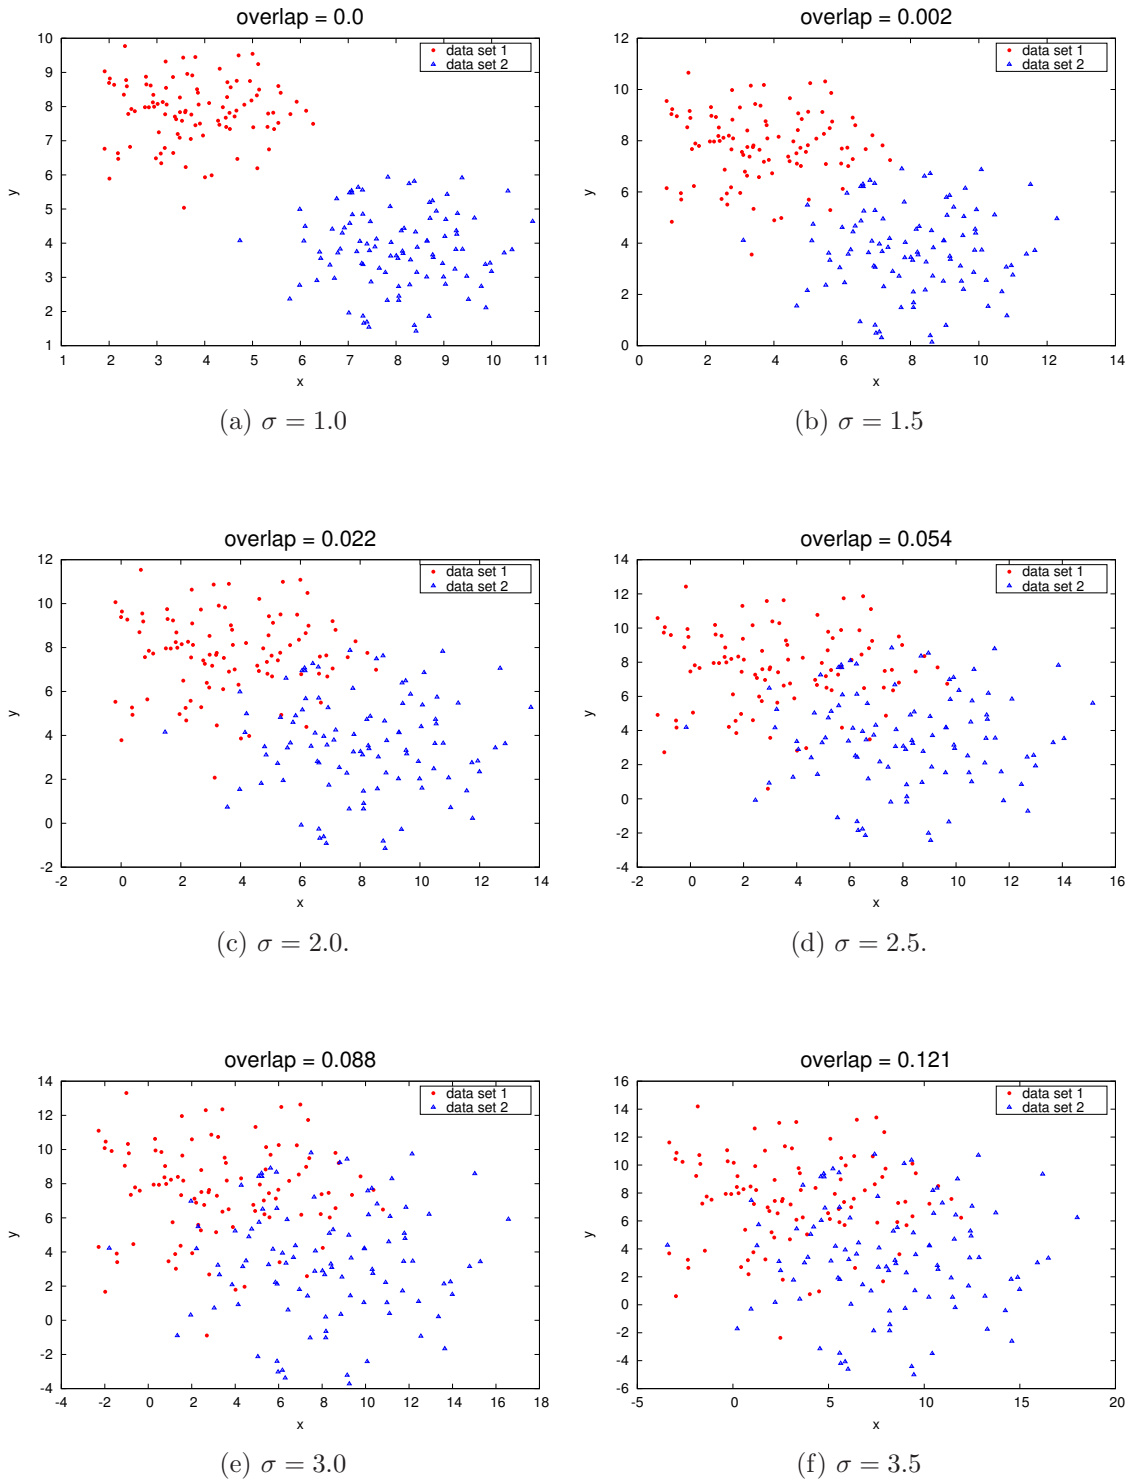 overlap = 0.0
data set 1
data set 2
10
9
8
7
6
5
4
3
2
1
y
1 2 3 4 5 6 7 8 9 10 11
x
(a) σ = 1.0
overlap = 0.002
data set 1
data set 2
12
10
8
6
4
2
0
y
0 2 4 6 8 10 12 14
x
(b) σ = 1.5
overlap = 0.022
data set 1
data set 2
12
10
8
6
4
2
0
-2
y
-2 0 2 4 6 8 10 12 14
x
(c) σ = 2.0.
overlap = 0.054
data set 1
data set 2
14
12
10
8
6
4
2
0
-2
-4
y
-2 0 2 4 6 8 10 12 14 16
x
(d) σ = 2.5.
overlap = 0.088
data set 1
data set 2
14
12
10
8
6
4
2
0
-2
-4
y
-4 -2 0 2 4 6 8 10 12 14 16 18
x
(e) σ = 3.0
overlap = 0.121
data set 1
data set 2
16
14
12
10
8
6
4
2
0
-2
-4
-6
y
-5 0 5 10 15 20
x
(f) σ = 3.5